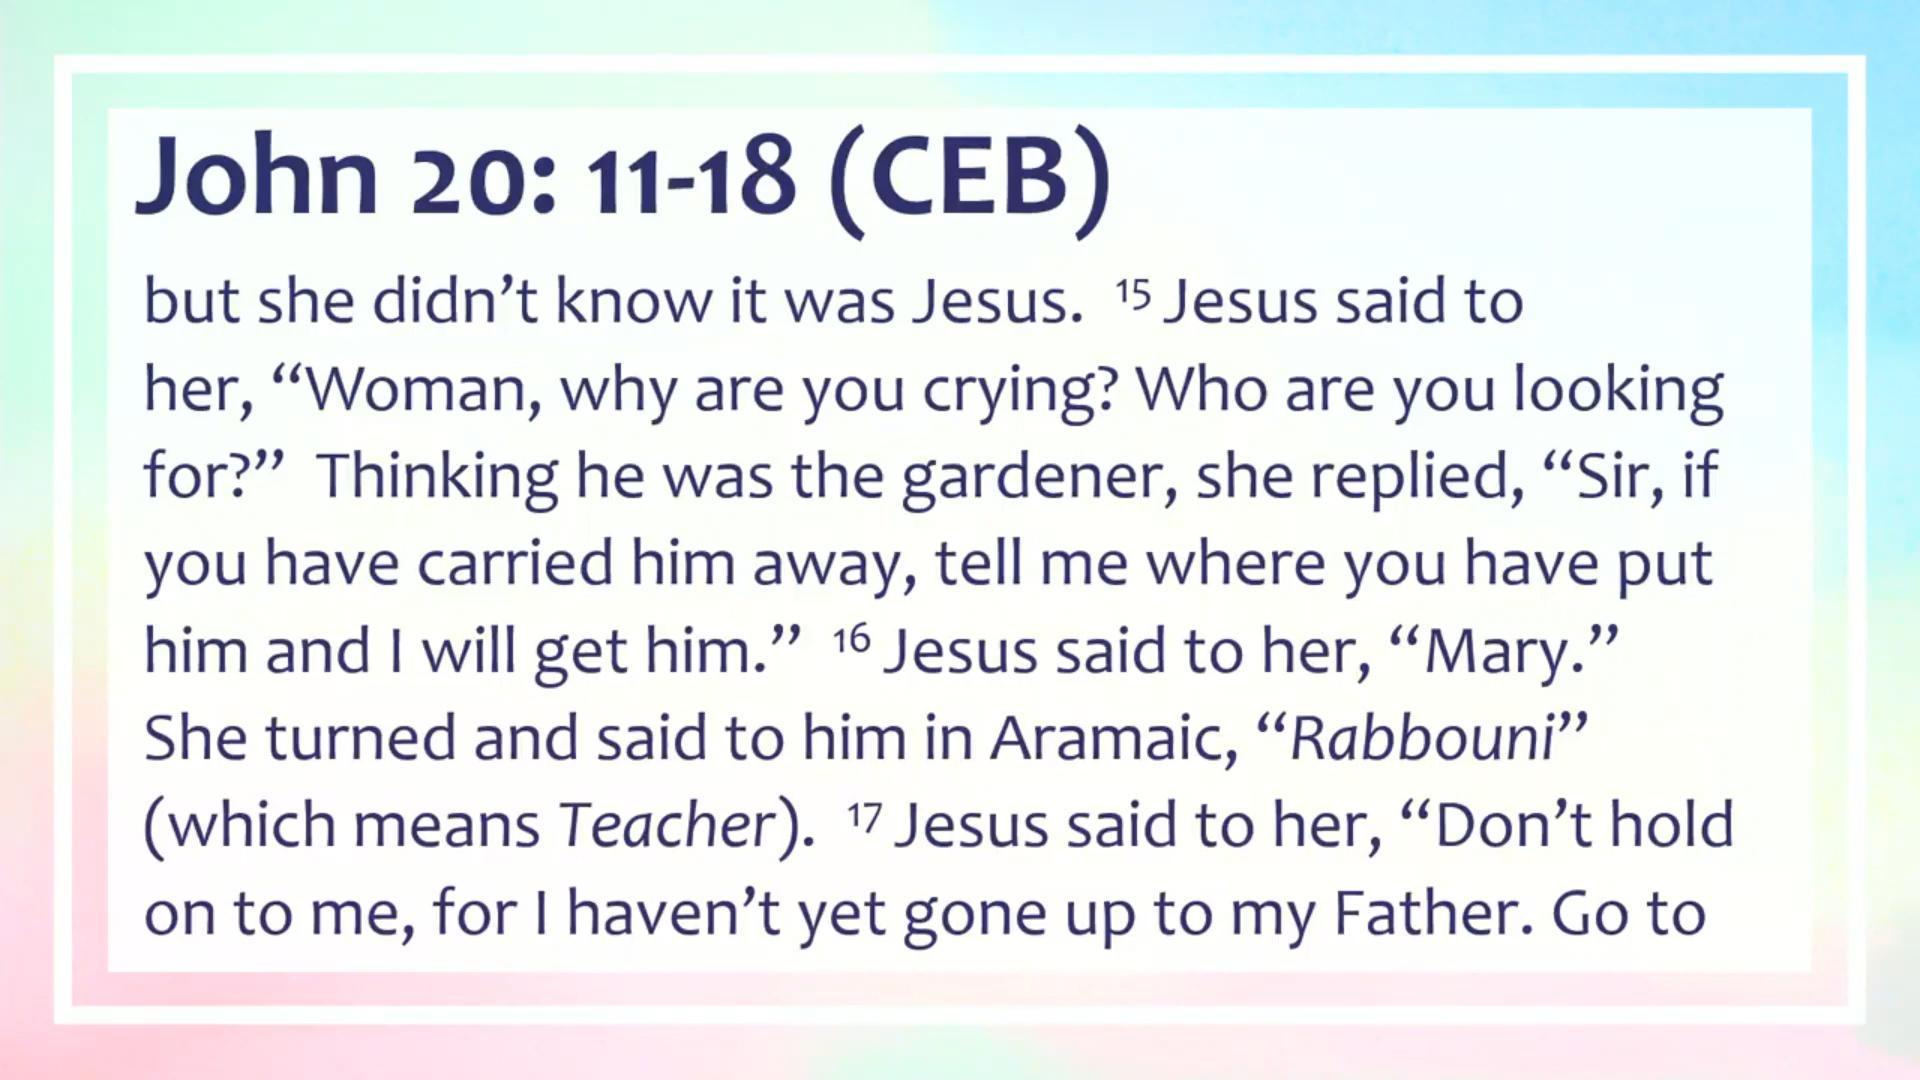 John 20: 11-18 (CEB)
but she didn’t know it was Jesus.  ¹⁵ Jesus said to
her, “Woman, why are you crying? Who are you looking
for?”  Thinking he was the gardener, she replied, “Sir, if
you have carried him away, tell me where you have put
him and I will get him.”  ¹⁶ Jesus said to her, “Mary.”
She turned and said to him in Aramaic, “Rabbouni”
(which means Teacher).  ¹⁷ Jesus said to her, “Don’t hold
on to me, for I haven’t yet gone up to my Father. Go to